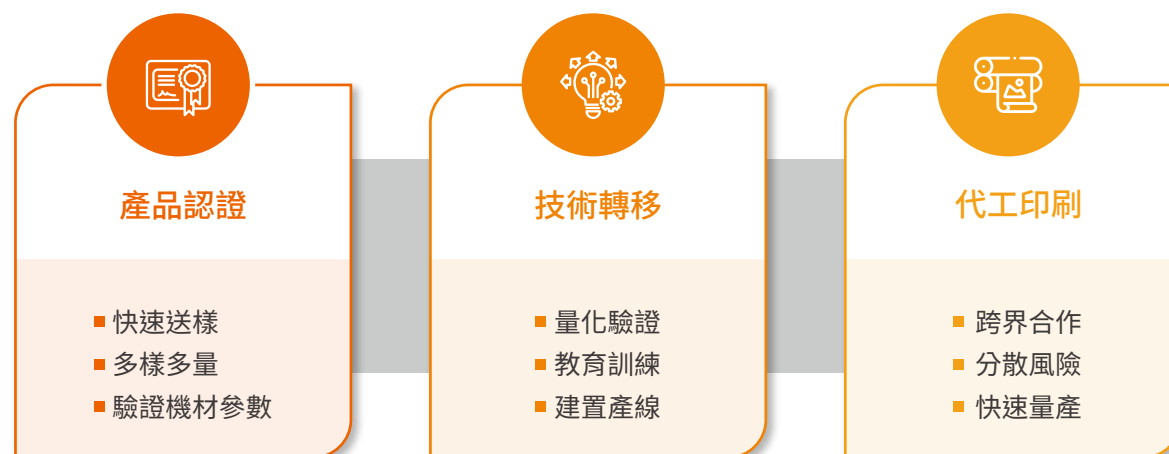 產品認證
快速送樣
多樣多量
驗證機材參數
技術轉移
量化驗證
教育訓練
建置產線
代工印刷
跨界合作
分散風險
快速量產